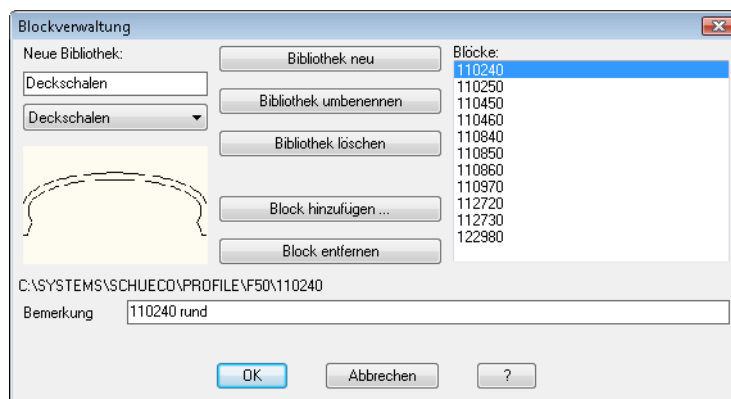 Blockverwaltung
Neue Bibliothek:
Deckschalen
Deckschalen
Bibliothek neu
Bibliothek umbenennen
Bibliothek löschen
Block hinzufügen ...
Block entfernen
Blöcke:
110240
110250
110450
110460
110840
110850
110860
110970
112720
112730
122980
C:\SYSTEMS\SCHUECO\PROFILE\F50\110240
Bemerkung
110240 rund
OK
Abbrechen
?